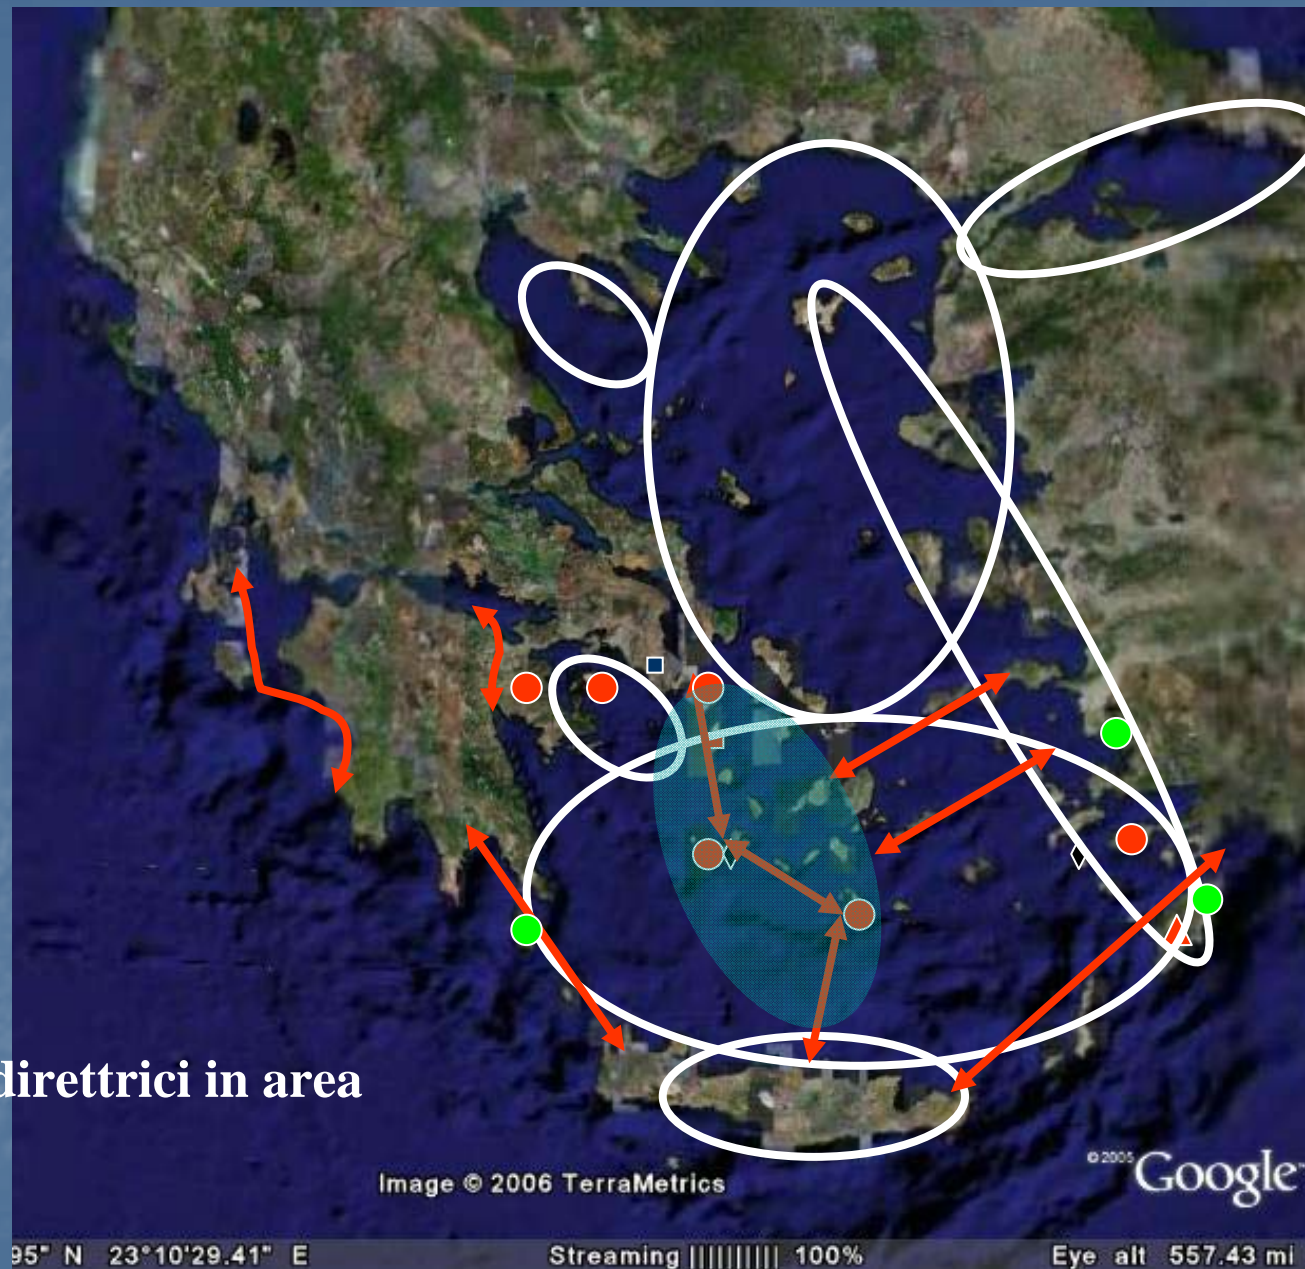 direttrici in area
©2005 Google
Image © 2006 TerraMetrics
95" N 23°10'29.41" E Streaming |||||||||| 100% Eye alt 557.43 mi